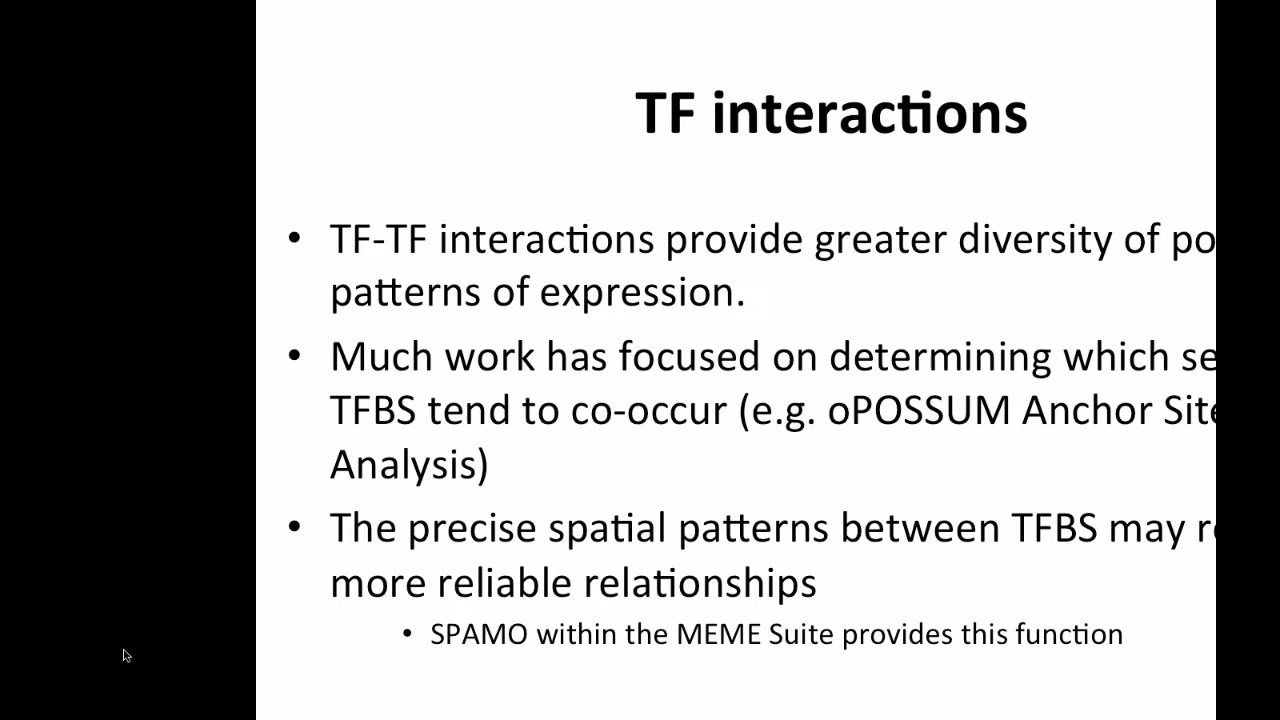 TF interactions
• TF-TF interactions provide greater diversity of
patterns of expression.
• Much work has focused on determining which
TFBS tend to co-occur (e.g. oPOSSUM Anchor Site
Analysis)
• The precise spatial patterns between TFBS may
more reliable relationships
• SPAMO within the MEME Suite provides this function